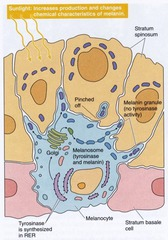 Sunlight: increases production and changes
chemical characteristics of melanin.
Stratum
spinosum
Pinched
off
Melanin granule (no
tyrosinase activity)
Golgi
Melanosome
(tyrosinase
and melanin)
Tyrosinase
is synthesized
in RER
Melanocyte
Stratum basale
cell